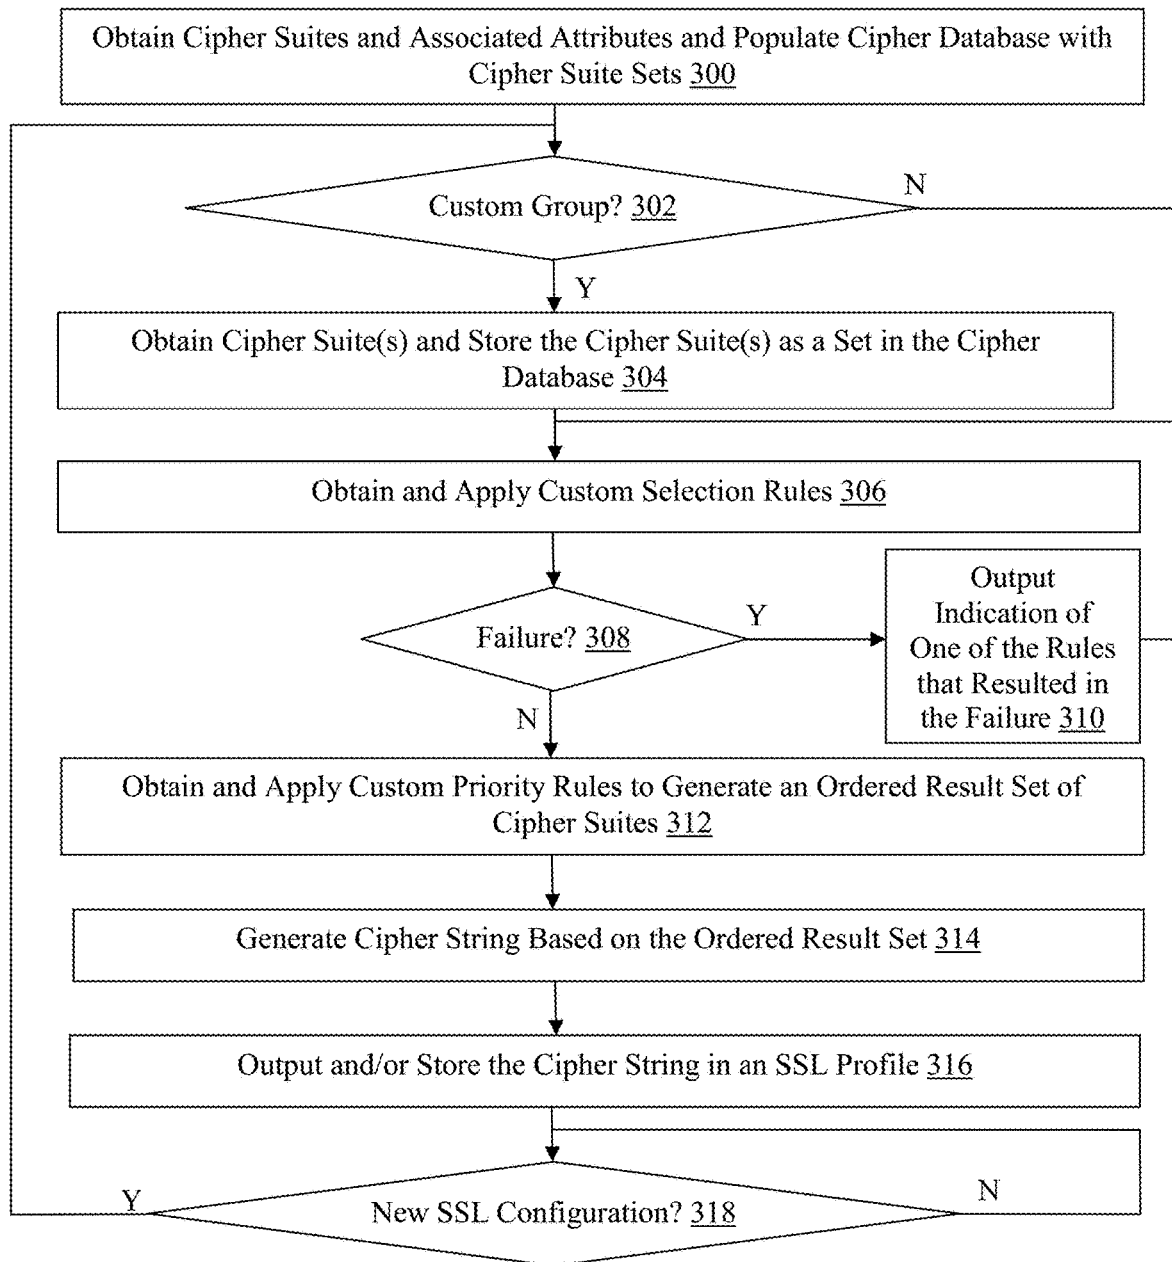 Obtain Cipher Suites and Associated Attributes and Populate Cipher Database with
Cipher Suite Sets 300
N
Custom Group? 302
Y
Obtain Cipher Suite(s) and Store the Cipher Suite(s) as a Set in the Cipher
Database 304
Obtain and Apply Custom Selection Rules 306
Failure? 308
Y
Output
Indication of
One of the Rules
that Resulted in
the Failure 310
N
Obtain and Apply Custom Priority Rules to Generate an Ordered Result Set of
Cipher Suites 312
Generate Cipher String Based on the Ordered Result Set 314
Output and/or Store the Cipher String in an SSL Profile 316
Y
New SSL Configuration? 318
N